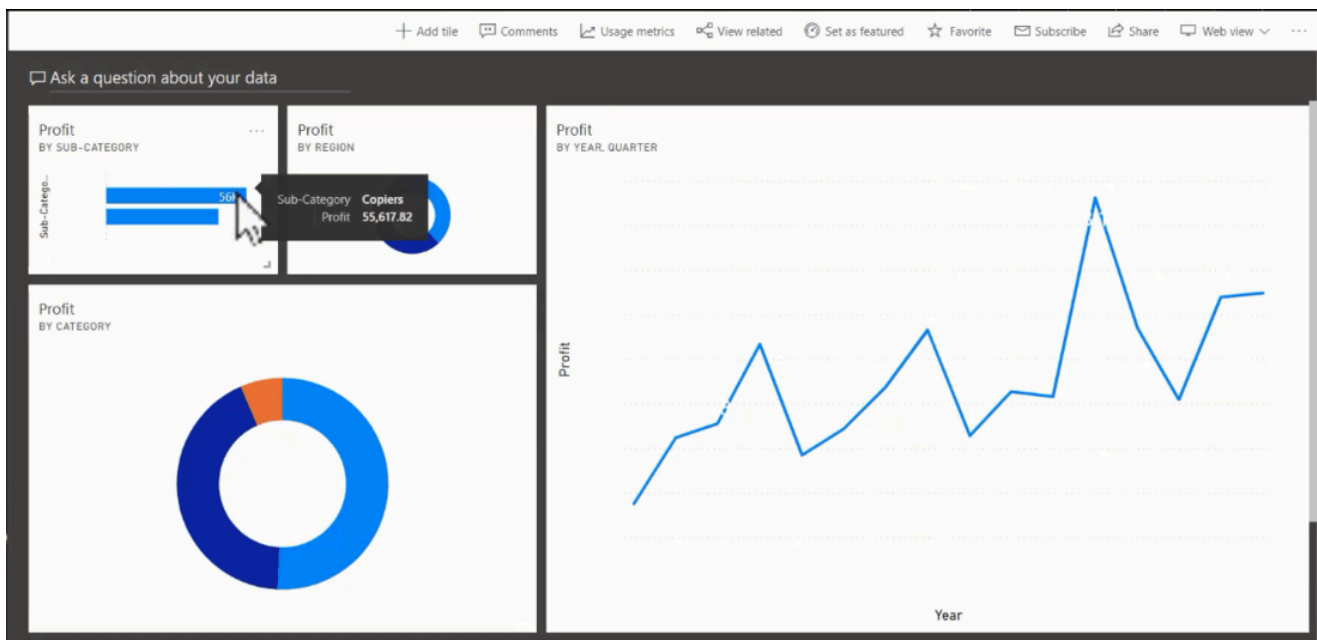 Add tile Comments Usage metrics View related Set as featured Favorite Subscribe Share Web view ...
Ask a question about your data
Profit ...
BY SUB-CATEGORY
Sub-Catego...
Sub-Category Copiers
Profit 55,617.82
Profit
BY REGION
Profit
BY YEAR, QUARTER
Profit
Year
Profit
BY CATEGORY